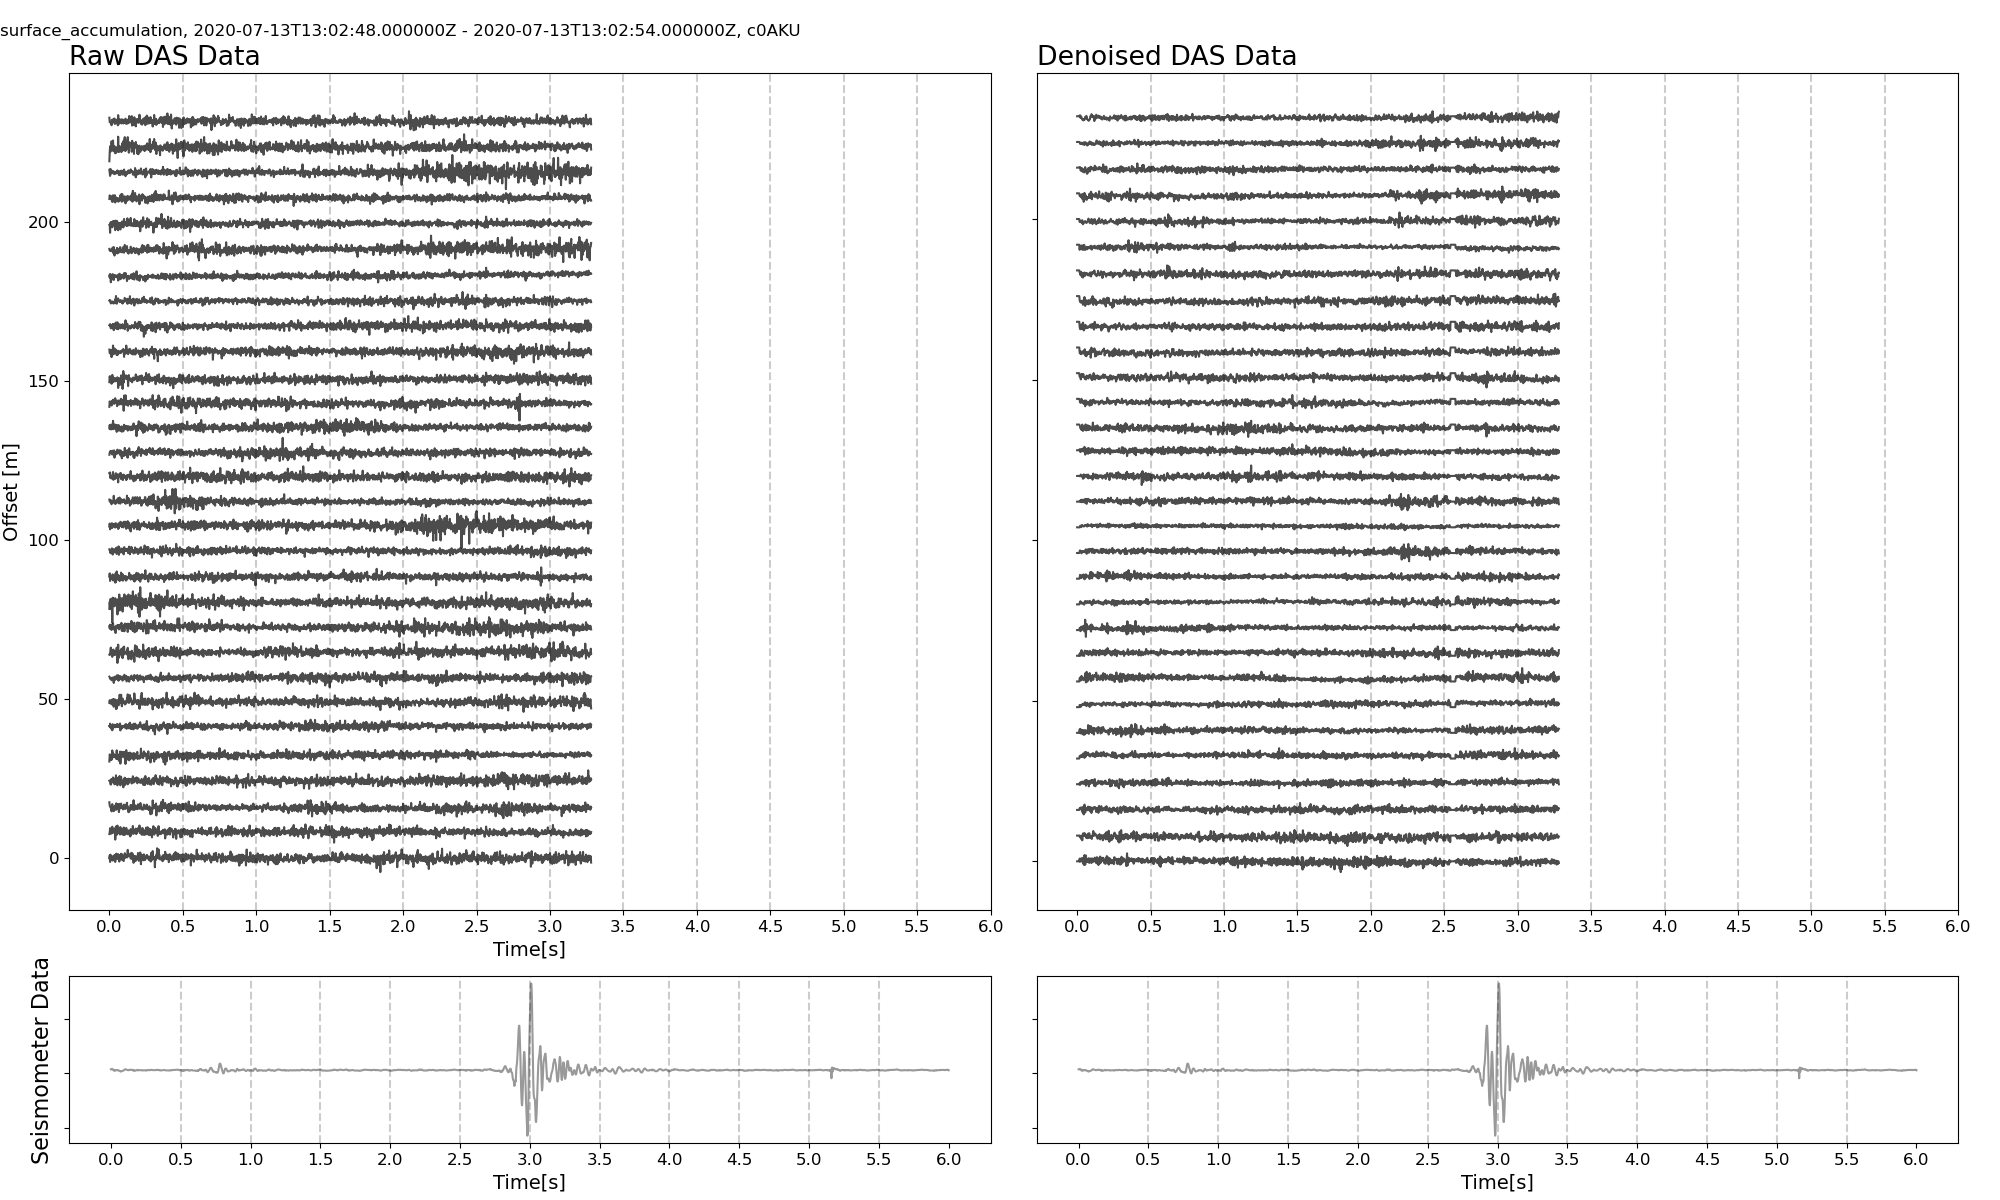 surface_accumulation, 2020-07-13T13:02:48.000000Z - 2020-07-13T13:02:54.000000Z, c0AKU
Raw DAS Data
Denoised DAS Data
Offset [m]
200
150
100
50
0
0.0 0.5 1.0 1.5 2.0 2.5 3.0 3.5 4.0 4.5 5.0 5.5 6.0
Time[s]
0.0 0.5 1.0 1.5 2.0 2.5 3.0 3.5 4.0 4.5 5.0 5.5 6.0
Seismometer Data
0.0 0.5 1.0 1.5 2.0 2.5 3.0 3.5 4.0 4.5 5.0 5.5 6.0
Time[s]
0.0 0.5 1.0 1.5 2.0 2.5 3.0 3.5 4.0 4.5 5.0 5.5 6.0
Time[s]